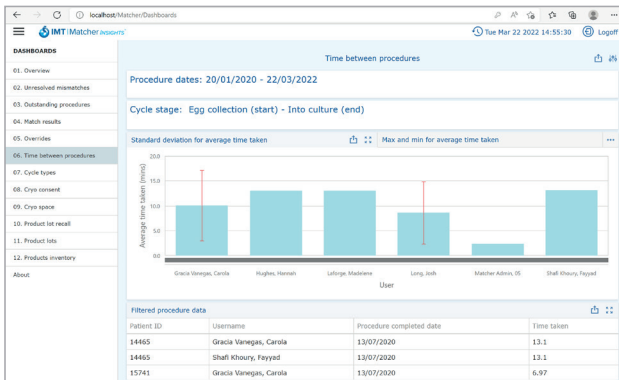 localhost/Matcher/Dashboards
IMT Matcher INSIGHTS
Tue Mar 22 2022 14:55:30
Logoff
DASHBOARDS
01. Overview
02. Unresolved mismatches
03. Outstanding procedures
04. Match results
05. Overrides
06. Time between procedures
07. Cycle types
08. Cryo consent
09. Cryo space
10. Product lot recall
11. Product lots
12. Products inventory
About
Time between procedures
Procedure dates: 20/01/2020 - 22/03/2022
Cycle stage: Egg collection (start) - Into culture (end)
Standard deviation for average time taken
Max and min for average time taken
Average time taken (mins)
20.0
15.0
10.0
5.0
0.0
Gracia Vanegas, Carola
Hughes, Hannah
Laforge, Madeleine
Long, Josh
Matcher Admin, 05
Shafi Khoury, Fayyad
User
Filtered procedure data
Patient ID Username Procedure completed date Time taken
14465 Gracia Vanegas, Carola 13/07/2020 13.1
14465 Shafi Khoury, Fayyad 13/07/2020 13.1
15741 Gracia Vanegas, Carola 13/07/2020 6.97